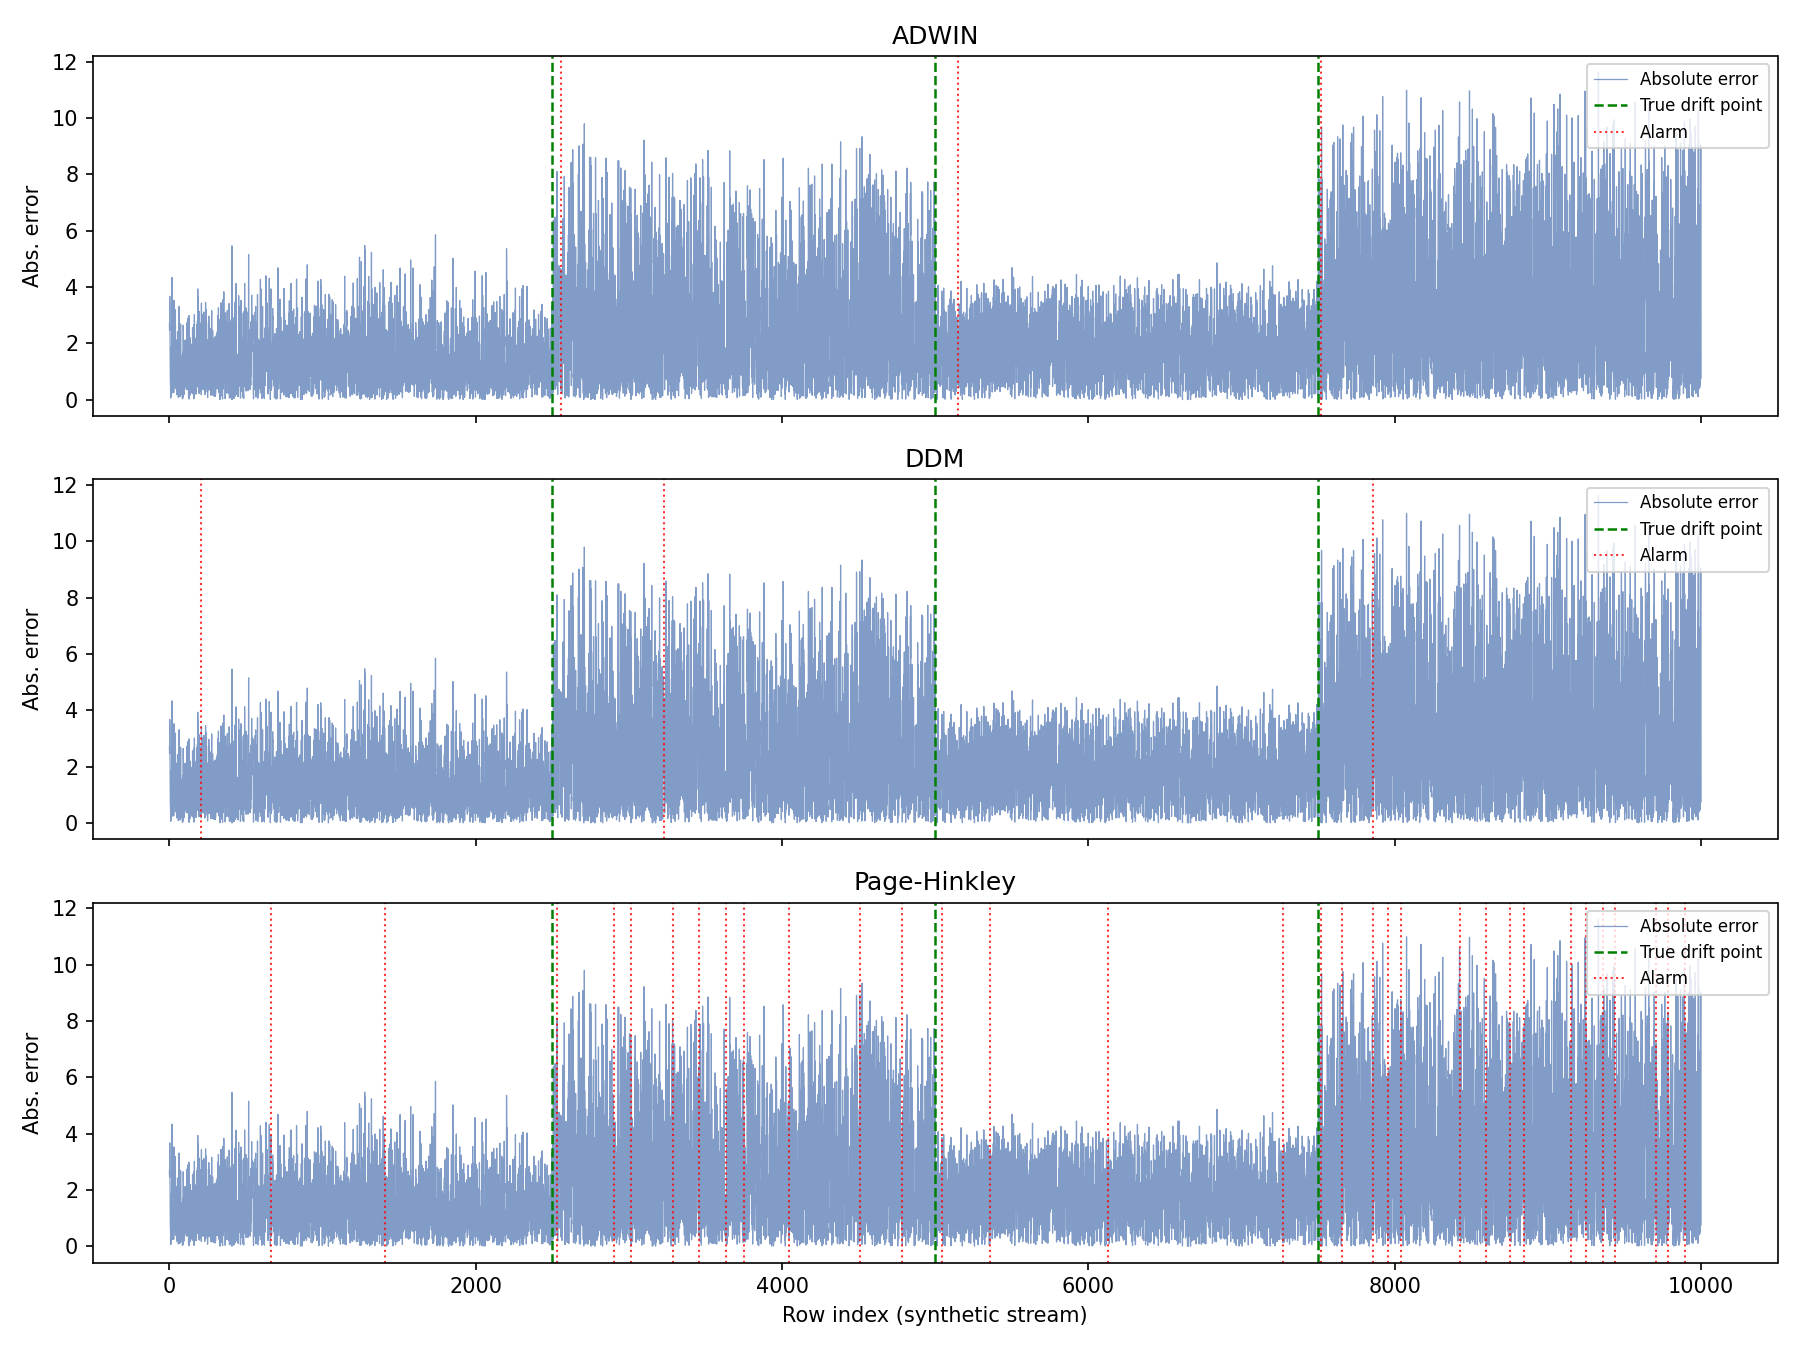 ADWIN
12
10
8
6
4
2
0
Abs. error
Absolute error
True drift point
Alarm
DDM
12
10
8
6
4
2
0
Abs. error
Absolute error
True drift point
Alarm
Page-Hinkley
12
10
8
6
4
2
0
Abs. error
Absolute error
True drift point
Alarm
0 2000 4000 6000 8000 10000
Row index (synthetic stream)